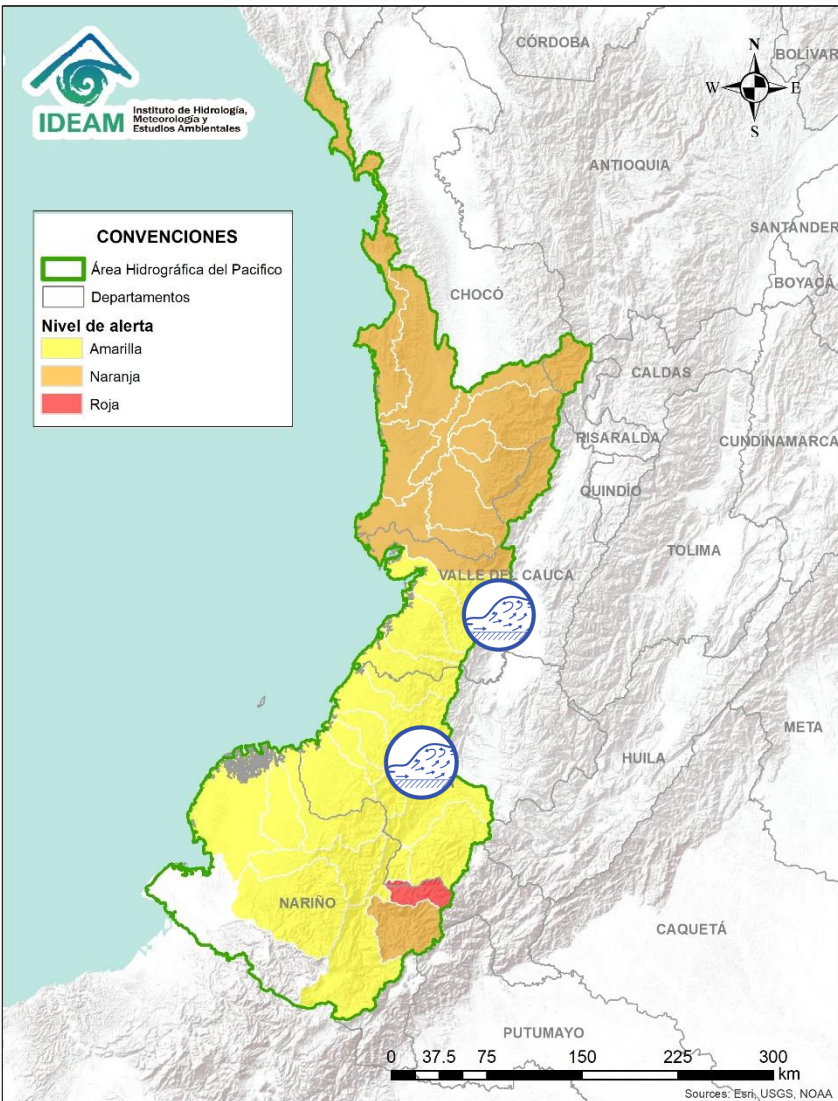 IDEAM
Instituto de Hidrología,
Meteorología y
Estudios Ambientales
N
W
E
S
CONVENCIONES
Área Hidrográfica del Pacifico
Departamentos
Nivel de alerta
Amarilla
Naranja
Roja
CÓRDOBA
BOLÍVAR
ANTIOQUIA
SANTANDER
BOYACÁ
CHOCÓ
CALDAS
RISARALDA
CUNDINAMARCA
QUINDÍO
TOLIMA
VALLE DEL CAUCA
META
HUILA
NARIÑO
CAQUETÁ
PUTUMAYO
0 37.5 75 150 225 300
km
Sources: Esri, USGS, NOAA